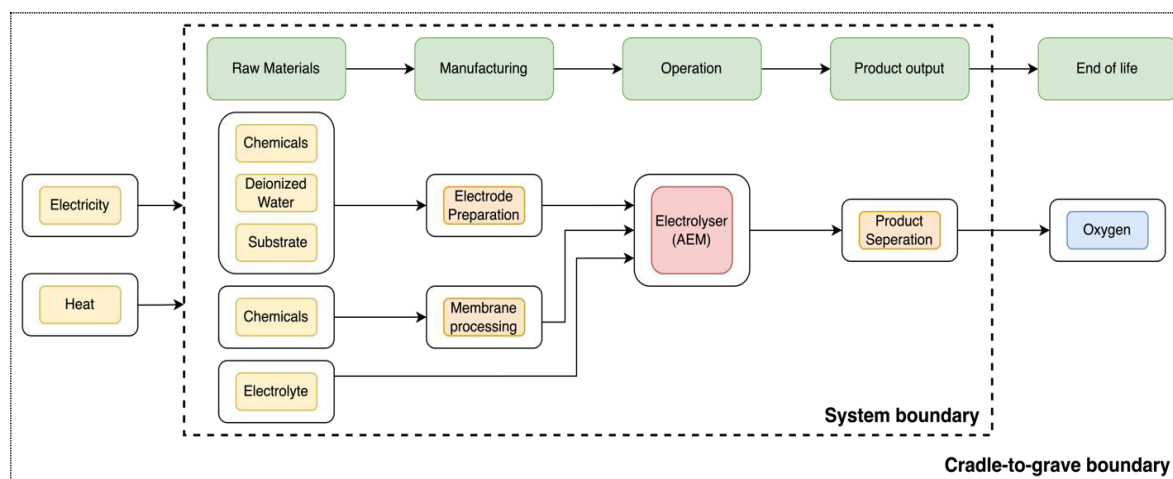 Raw Materials
Manufacturing
Operation
Product output
End of life
Chemicals
Deionized
Water
Substrate
Electricity
Heat
Electrode
Preparation
Electrolyser
(AEM)
Product
Seperation
Oxygen
Chemicals
Membrane
processing
Electrolyte
System boundary
Cradle-to-grave boundary